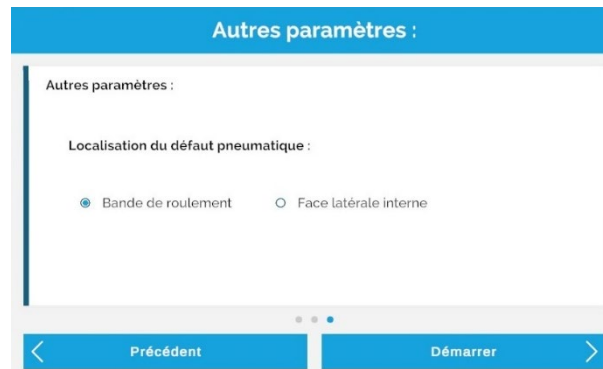 Autres paramètres :
Autres paramètres :
Localisation du défaut pneumatique :
Bande de roulement Face latérale interne
Précédent Démarrer